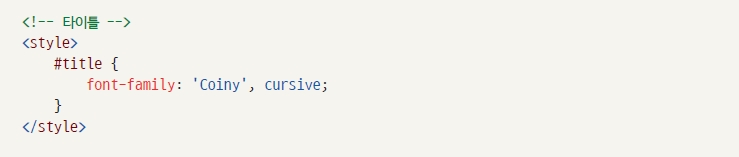 <!-- 타이틀 -->
<style>
    #title {
        font-family: 'Coiny', cursive;
    }
</style>